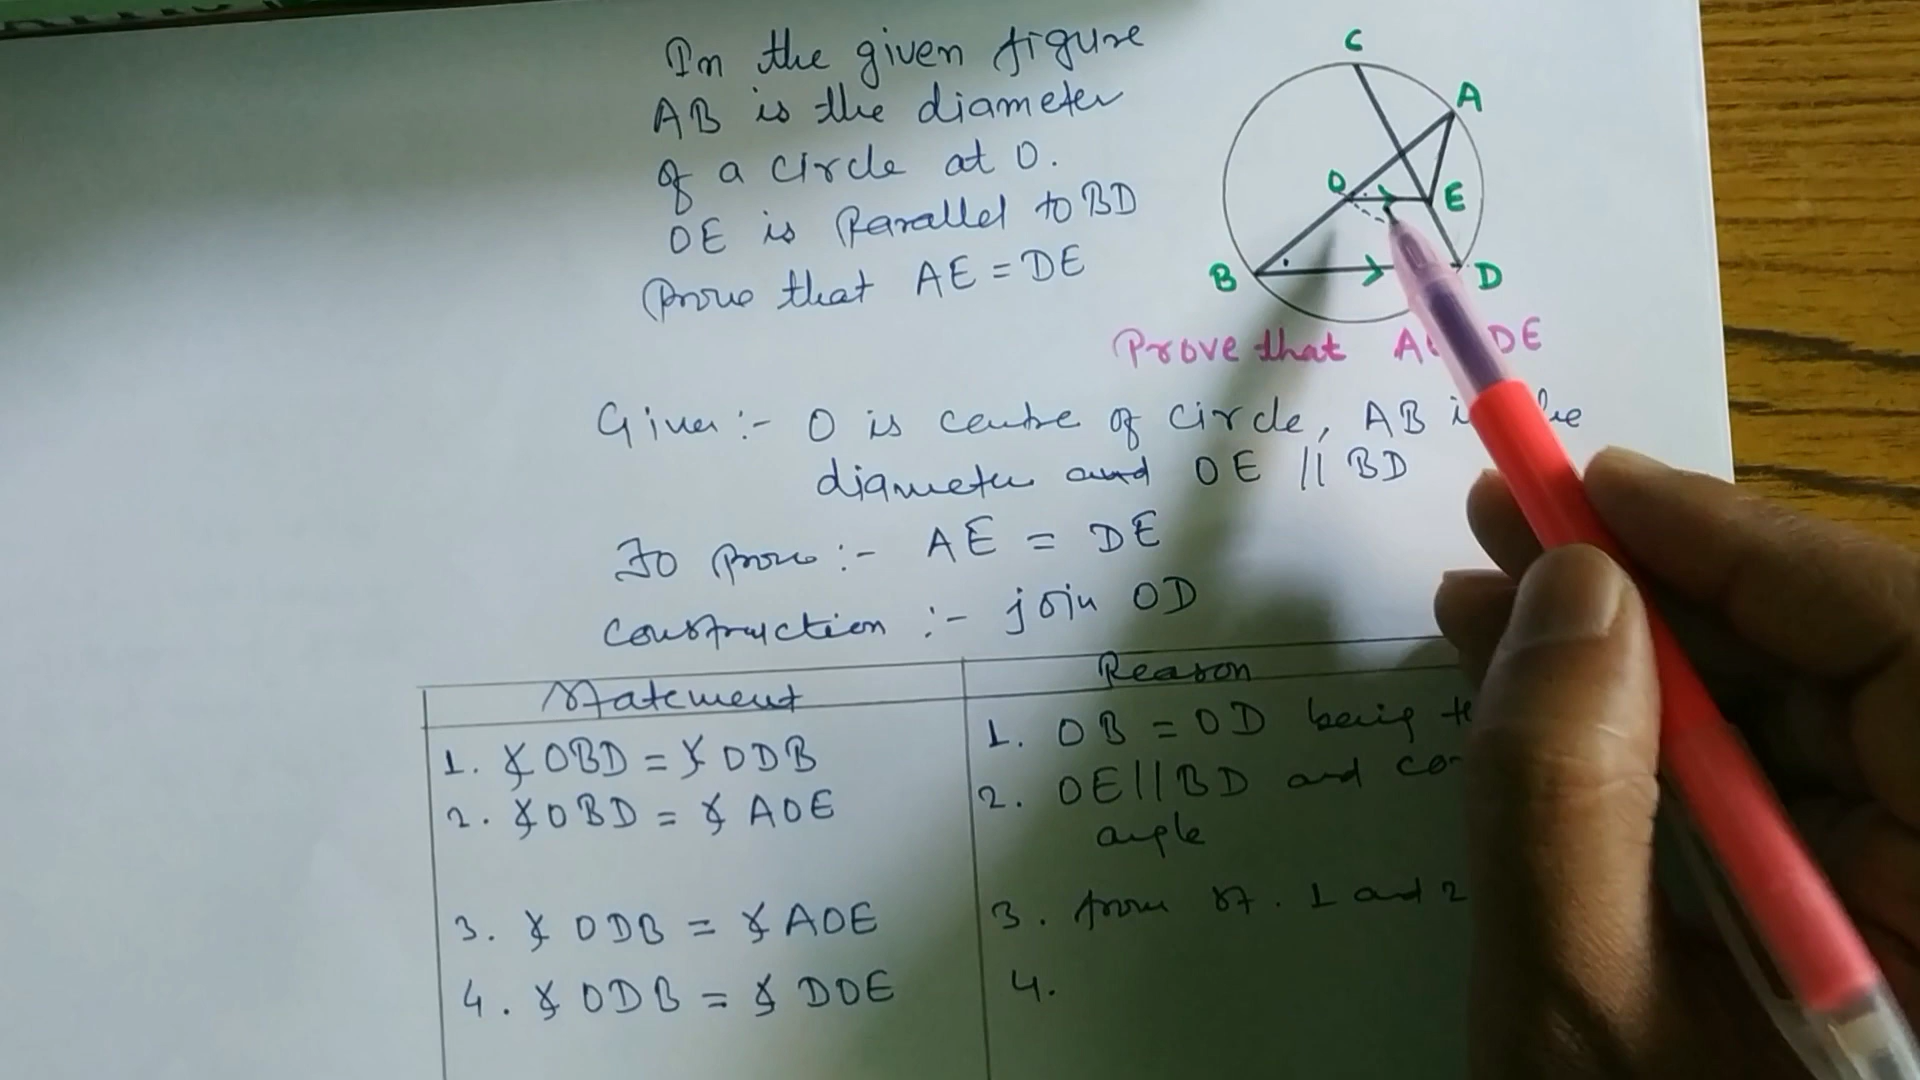 In the given figure
AB is the diameter
of a circle at O.
OE is Parallel to BD
Prove that AE = DE
C
A
O
E
B
D
Prove that A DE
Given :- O is centre of circle, AB
diameter and OE || BD
To prove :- AE = DE
construction :- join OD
Statement
Reason
1. ∠OBD = ∠ODB
1. OB = OD being
2. ∠OBD = ∠AOE
2. OE||BD and
angle
3. ∠ODB = ∠AOE
3. from st. 1 and 2
4. ∠ODB = ∠DOE
4.